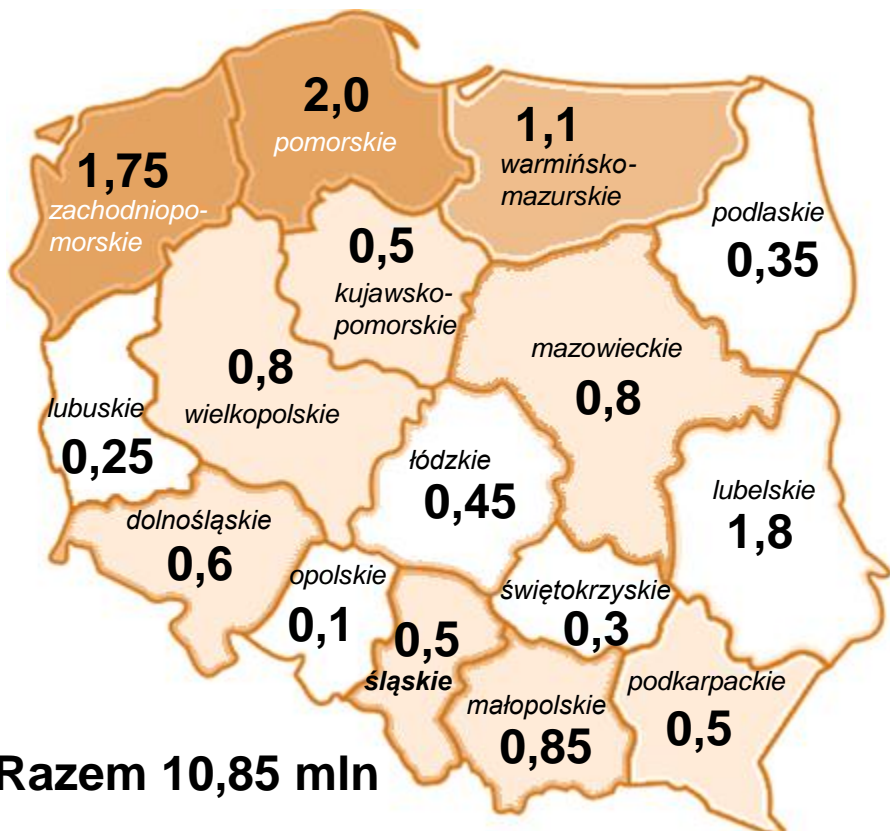 2,0
pomorskie
1,1
warmińsko-
mazurskie
1,75
zachodniopo-
morskie
podlaskie
0,35
0,5
kujawsko-
pomorskie
mazowieckie
0,8
0,8
wielkopolskie
lubuskie
0,25
łódzkie
0,45
lubelskie
1,8
dolnośląskie
0,6
opolskie
0,1
świętokrzyskie
0,3
0,5
śląskie
podkarpackie
0,5
małopolskie
0,85
Razem 10,85 mln